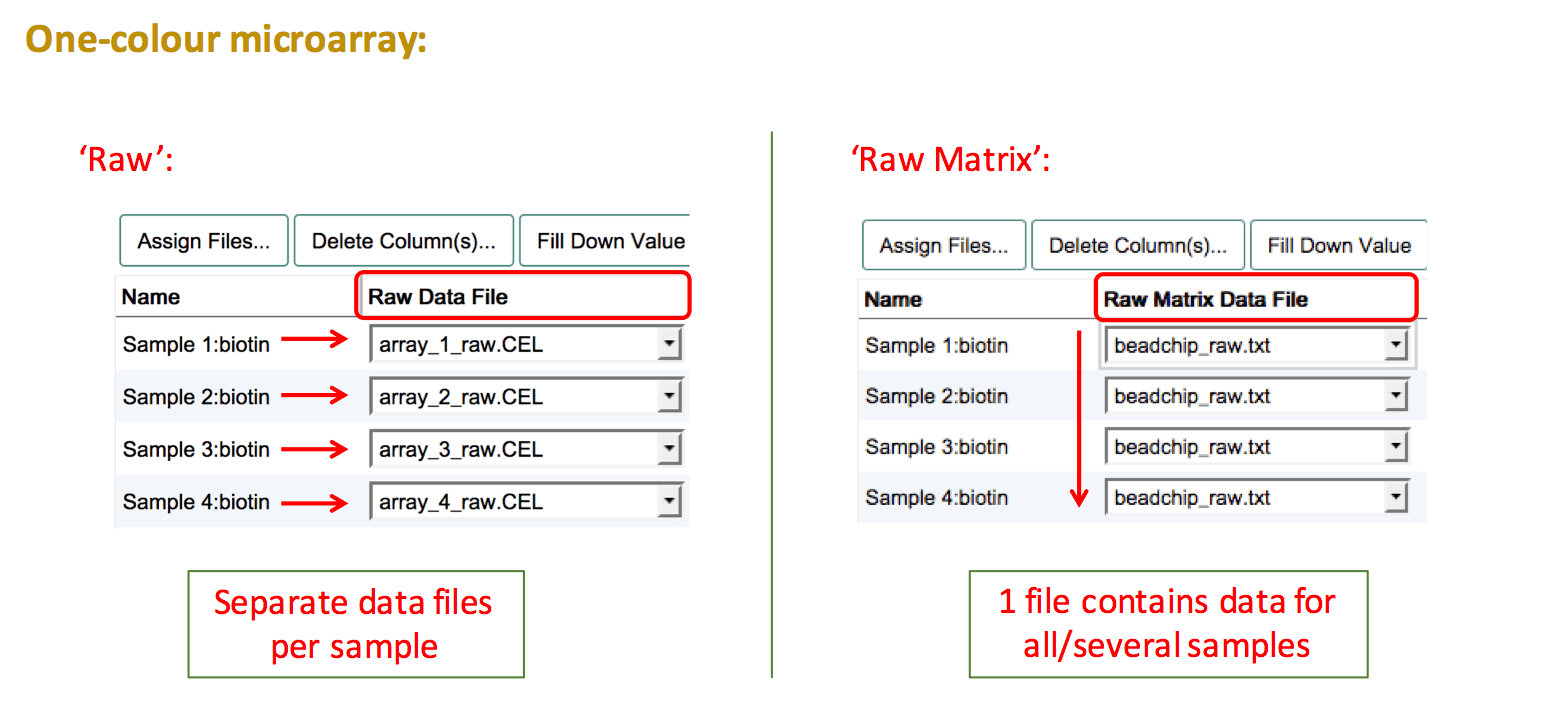 One-colour microarray:
‘Raw’:
Assign Files... Delete Column(s)... Fill Down Value
Name Raw Data File
Sample 1:biotin array_1_raw.CEL
Sample 2:biotin array_2_raw.CEL
Sample 3:biotin array_3_raw.CEL
Sample 4:biotin array_4_raw.CEL
Separate data files
per sample
‘Raw Matrix’:
Assign Files... Delete Column(s)... Fill Down Value
Name Raw Matrix Data File
Sample 1:biotin beadchip_raw.txt
Sample 2:biotin beadchip_raw.txt
Sample 3:biotin beadchip_raw.txt
Sample 4:biotin beadchip_raw.txt
1 file contains data for
all/several samples